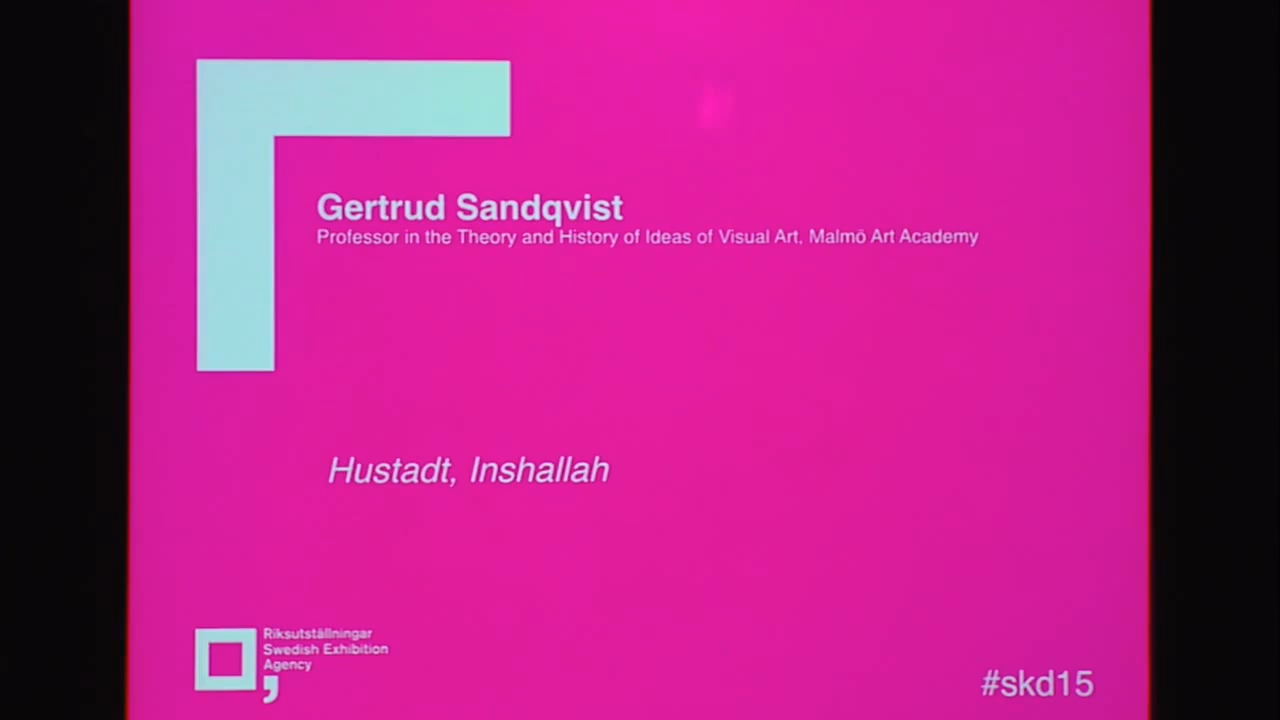 Gertrud Sandqvist
Professor in the Theory and History of Ideas of Visual Art, Malmö Art Academy
Hustadt, Inshallah
Riksutställningar
Swedish Exhibition
Agency
#skd15